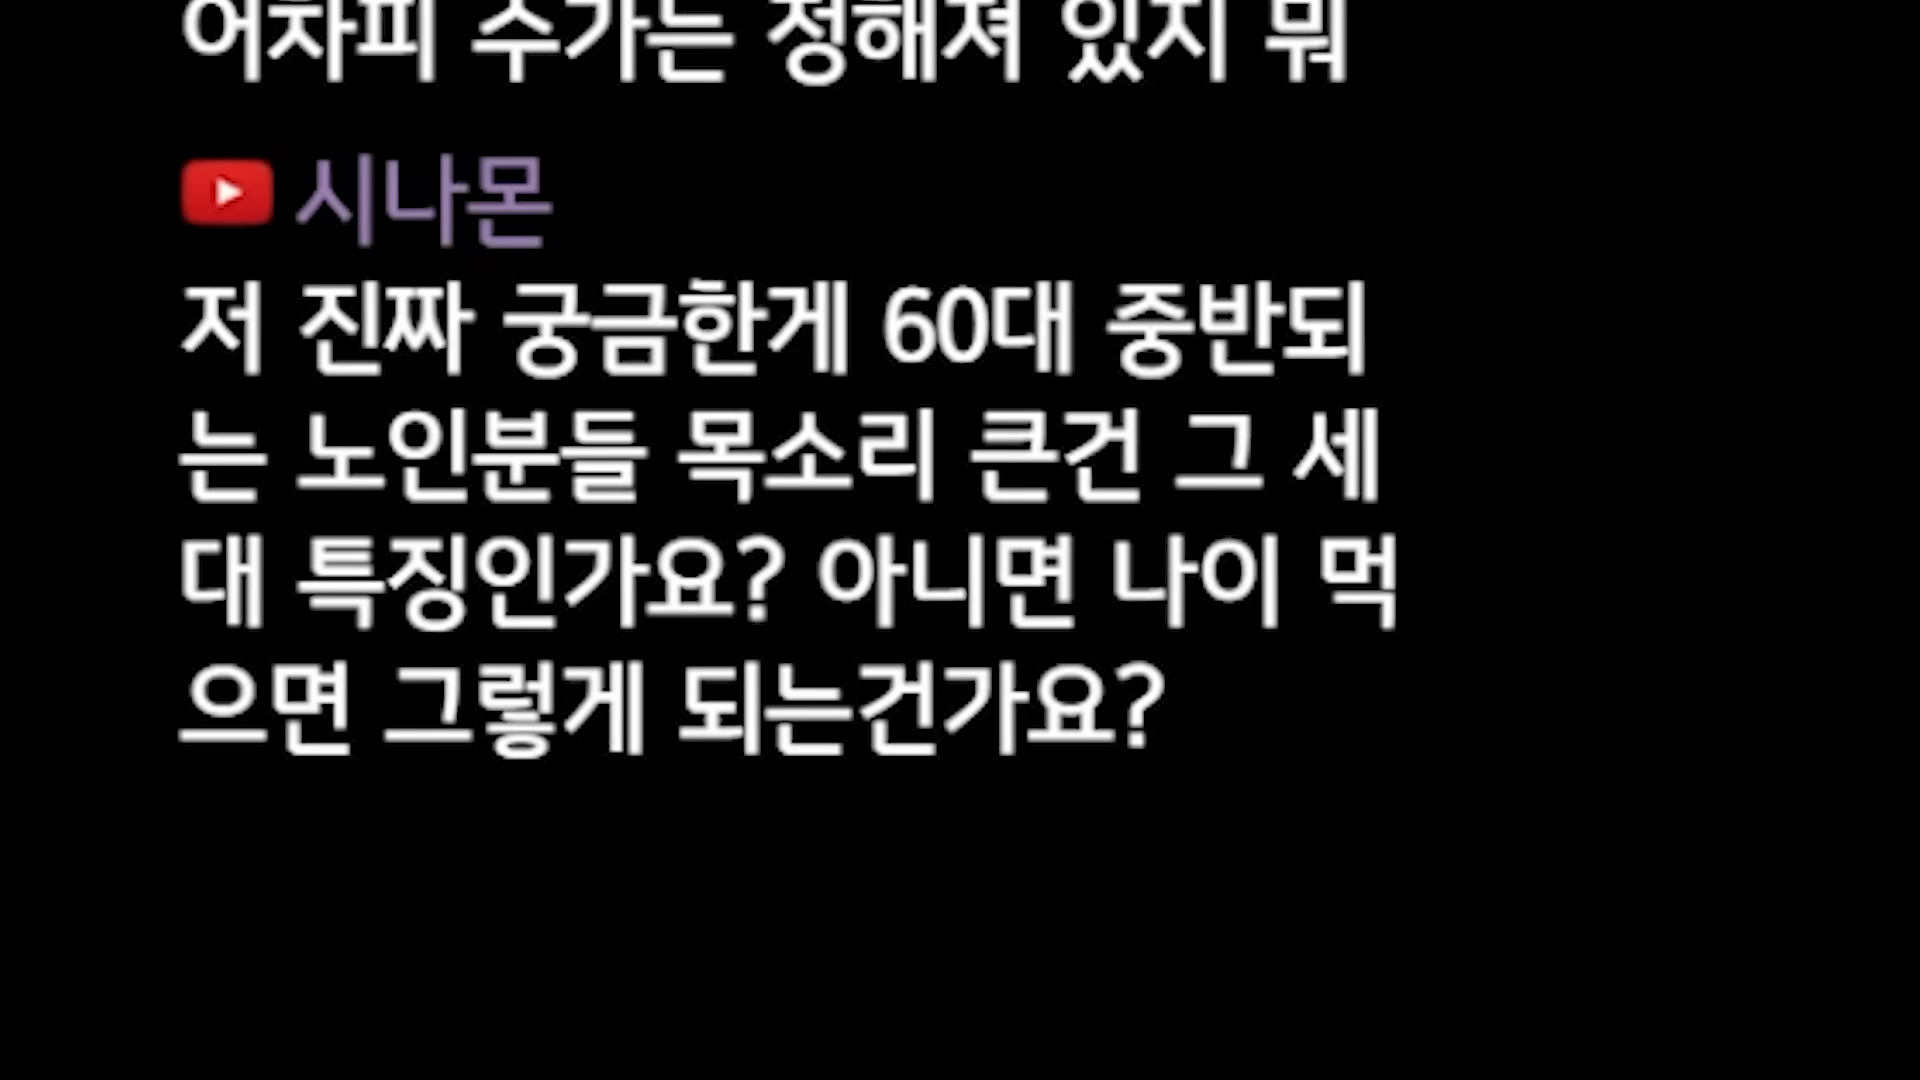 어차피 수가는 정해져 있지 뭐
시나몬
저 진짜 궁금한게 60대 중반되
는 노인분들 목소리 큰건 그 세
대 특징인가요? 아니면 나이 먹
으면 그렇게 되는건가요?